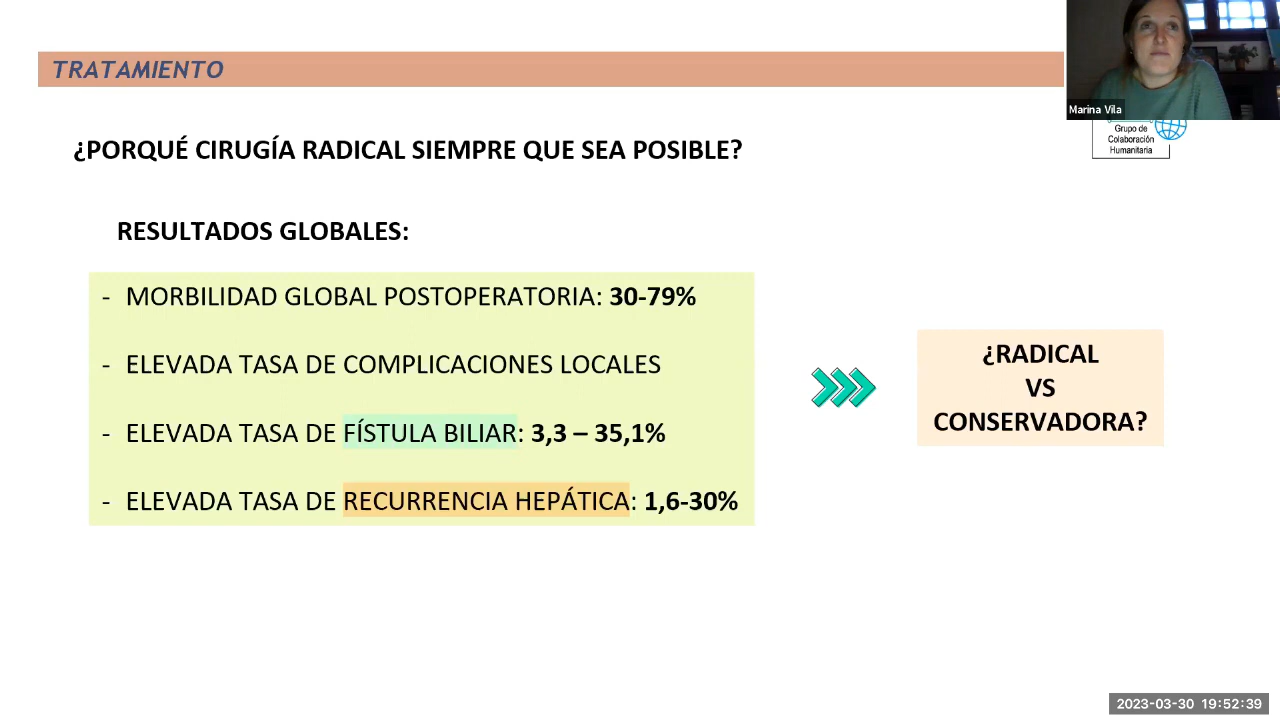 TRATAMIENTO
Marina Vila
Grupo de
Colaboración
Humanitaria
¿PORQUÉ CIRUGÍA RADICAL SIEMPRE QUE SEA POSIBLE?
RESULTADOS GLOBALES:
- MORBILIDAD GLOBAL POSTOPERATORIA: 30-79%
- ELEVADA TASA DE COMPLICACIONES LOCALES
- ELEVADA TASA DE FÍSTULA BILIAR: 3,3 – 35,1%
- ELEVADA TASA DE RECURRENCIA HEPÁTICA: 1,6-30%
¿RADICAL
VS
CONSERVADORA?
2023-03-30 19:52:39